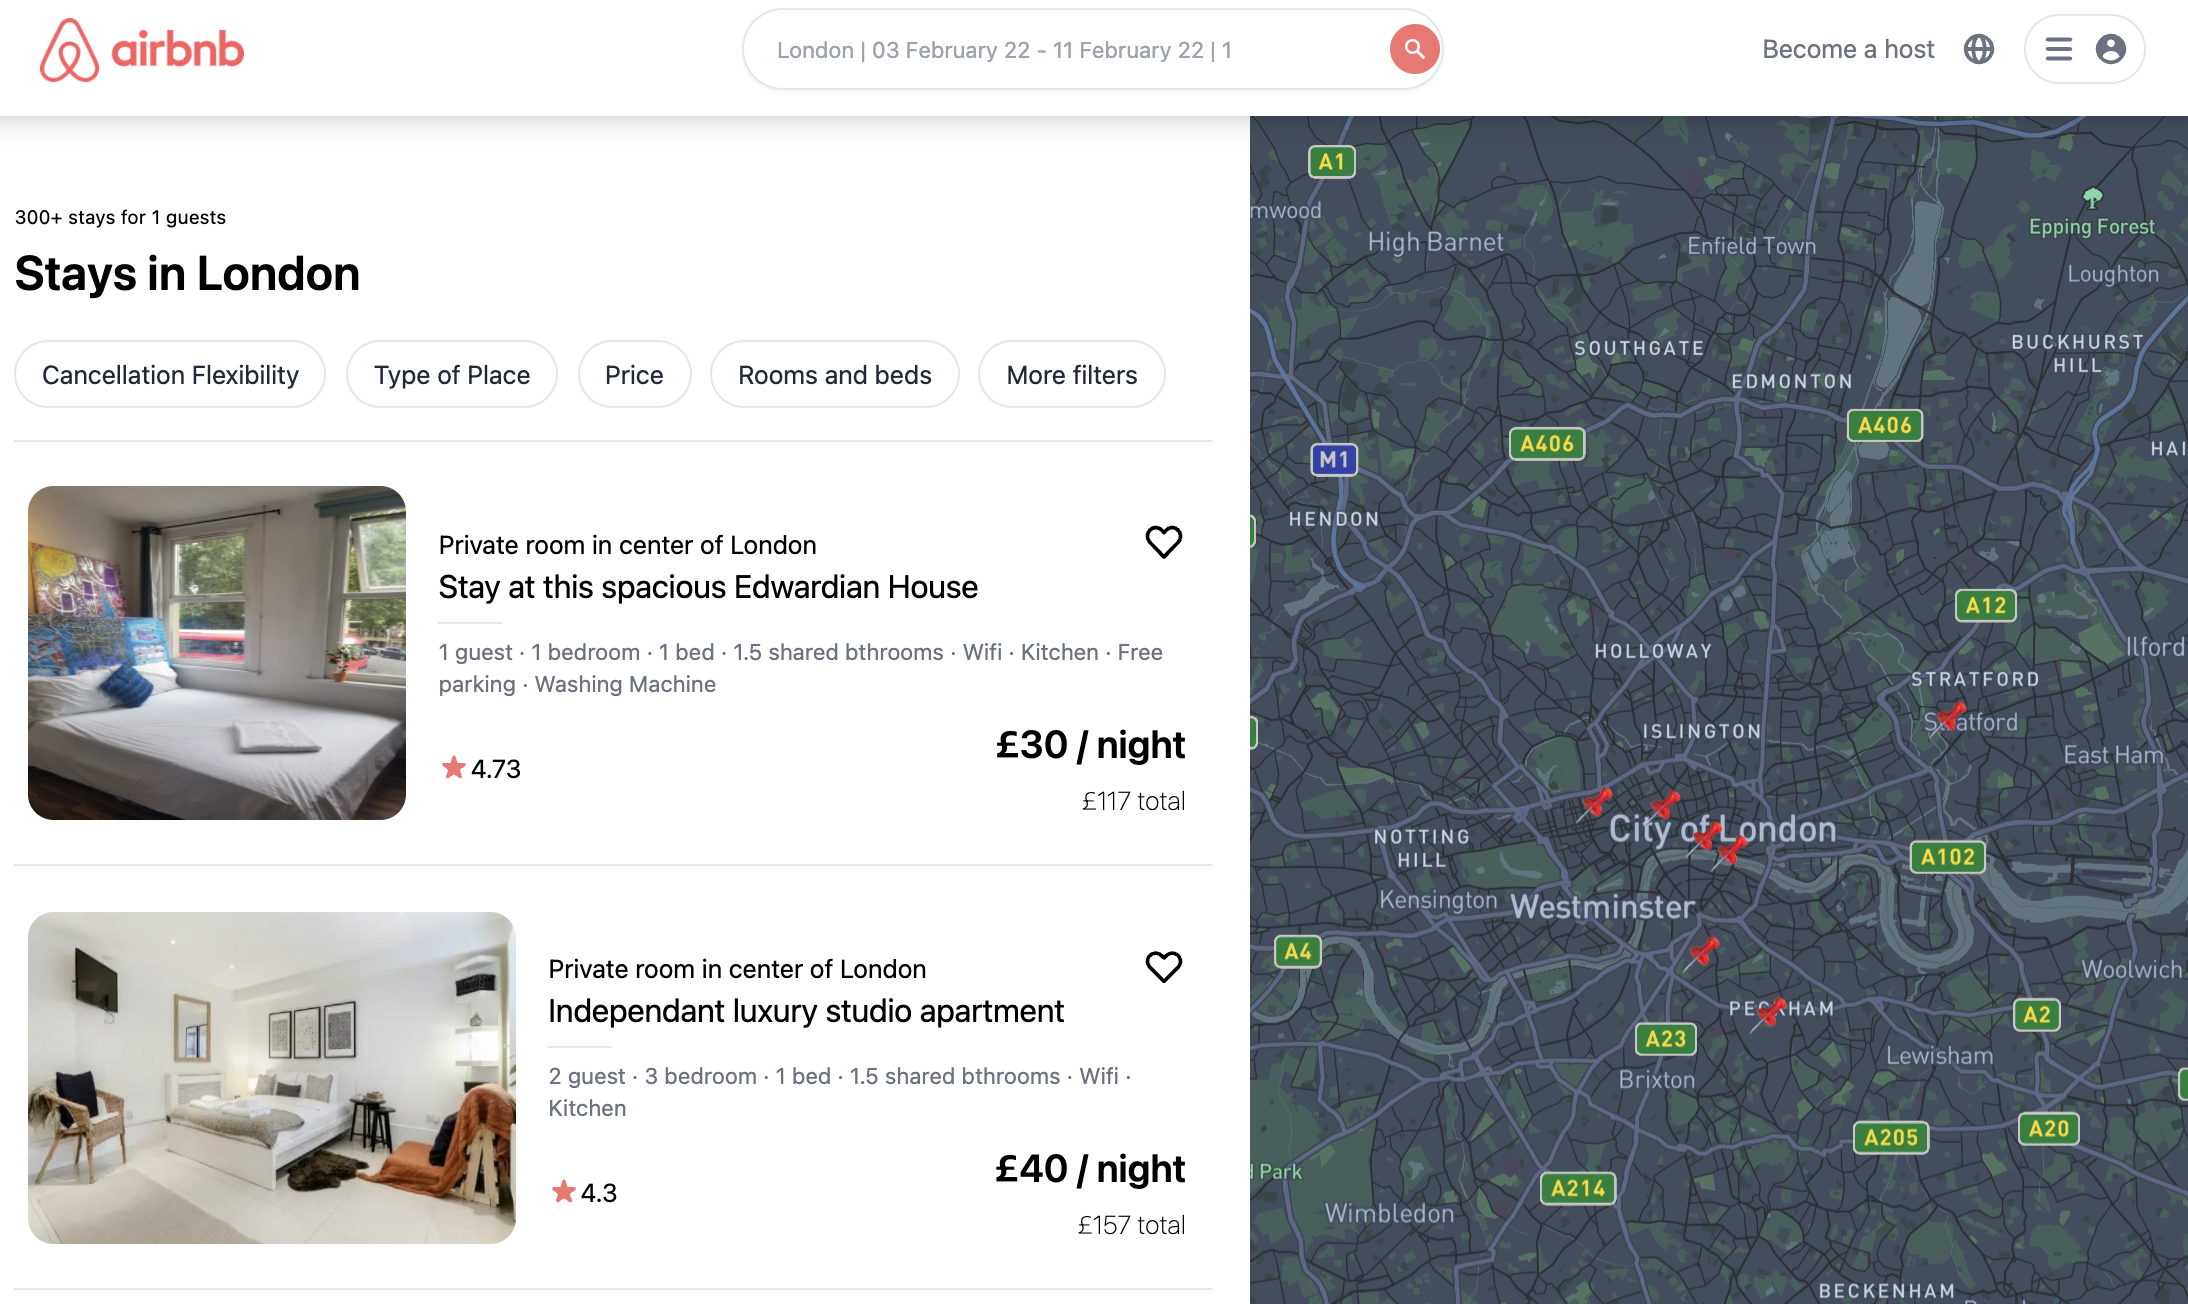 airbnb
London | 03 February 22 - 11 February 22 | 1
Become a host
300+ stays for 1 guests
Stays in London
Cancellation Flexibility
Type of Place
Price
Rooms and beds
More filters
Private room in center of London
Stay at this spacious Edwardian House
1 guest · 1 bedroom · 1 bed · 1.5 shared bthrooms · Wifi · Kitchen · Free
parking · Washing Machine
4.73
£30 / night
£117 total
Private room in center of London
Independant luxury studio apartment
2 guest · 3 bedroom · 1 bed · 1.5 shared bthrooms · Wifi ·
Kitchen
4.3
£40 / night
£157 total
A1
mwood
High Barnet
Enfield Town
Epping Forest
Loughton
SOUTHGATE
BUCKHURST
HILL
EDMONTON
A406
A406
HAI
M1
HENDON
A12
HOLLOWAY
Ilford
STRATFORD
Stratford
ISLINGTON
East Ham
City of London
NOTTING
HILL
A102
Kensington
Westminster
A4
Woolwich
PECKHAM
A2
A23
Lewisham
Brixton
A205
A20
d Park
A214
Wimbledon
BECKENHAM